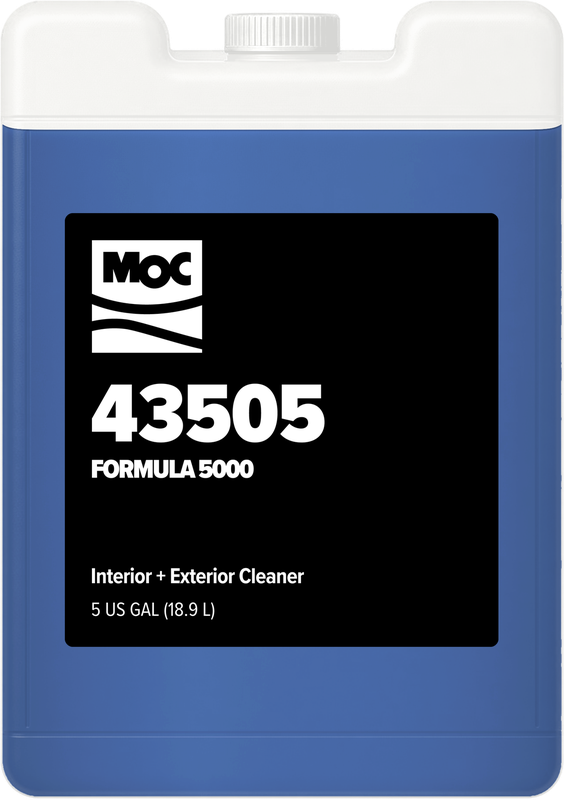 MOC
43505
FORMULA 5000
Interior + Exterior Cleaner
5 US GAL (18.9 L)